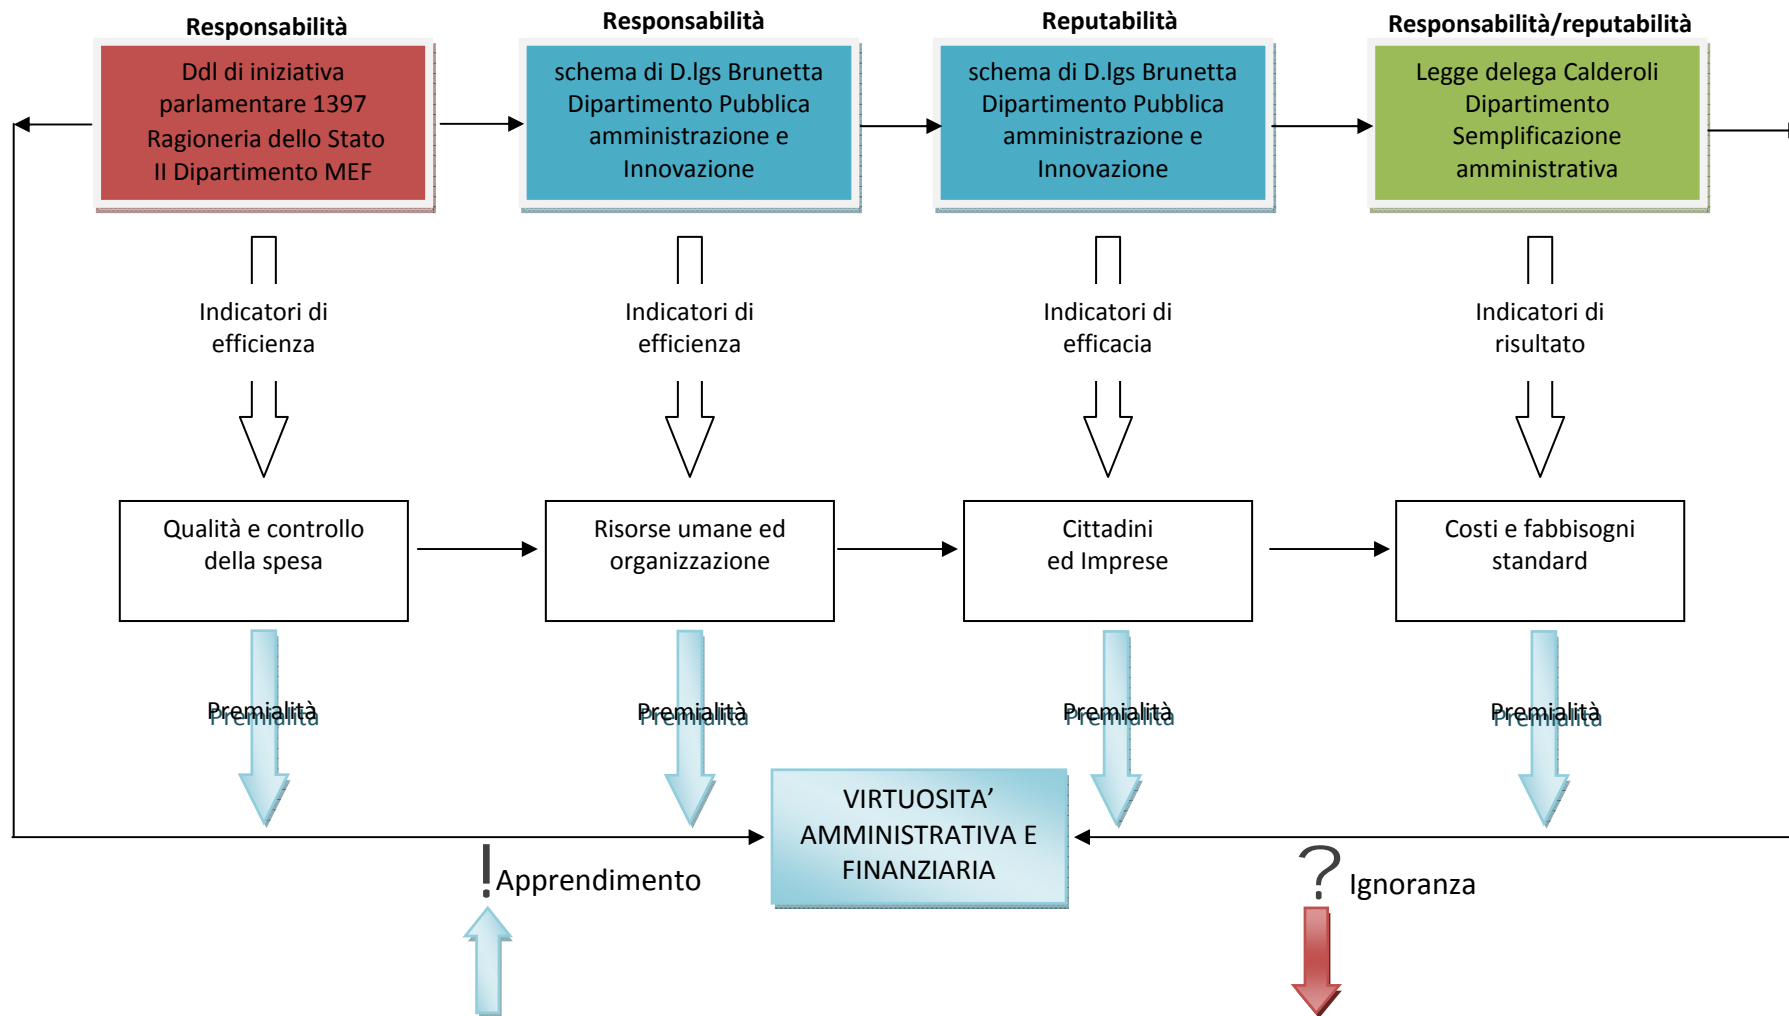 Responsabilità
Responsabilità
Reputabilità
Responsabilità/reputabilità
Ddl di iniziativa
parlamentare 1397
Ragioneria dello Stato
II Dipartimento MEF
schema di D.lgs Brunetta
Dipartimento Pubblica
amministrazione e
Innovazione
schema di D.lgs Brunetta
Dipartimento Pubblica
amministrazione e
Innovazione
Legge delega Calderoli
Dipartimento
Semplificazione
amministrativa
Indicatori di
efficienza
Indicatori di
efficienza
Indicatori di
efficacia
Indicatori di
risultato
Qualità e controllo
della spesa
Risorse umane ed
organizzazione
Cittadini
ed Imprese
Costi e fabbisogni
standard
Premialità
Premialità
Premialità
Premialità
VIRTUOSITA’
AMMINISTRATIVA E
FINANZIARIA
! Apprendimento
? Ignoranza